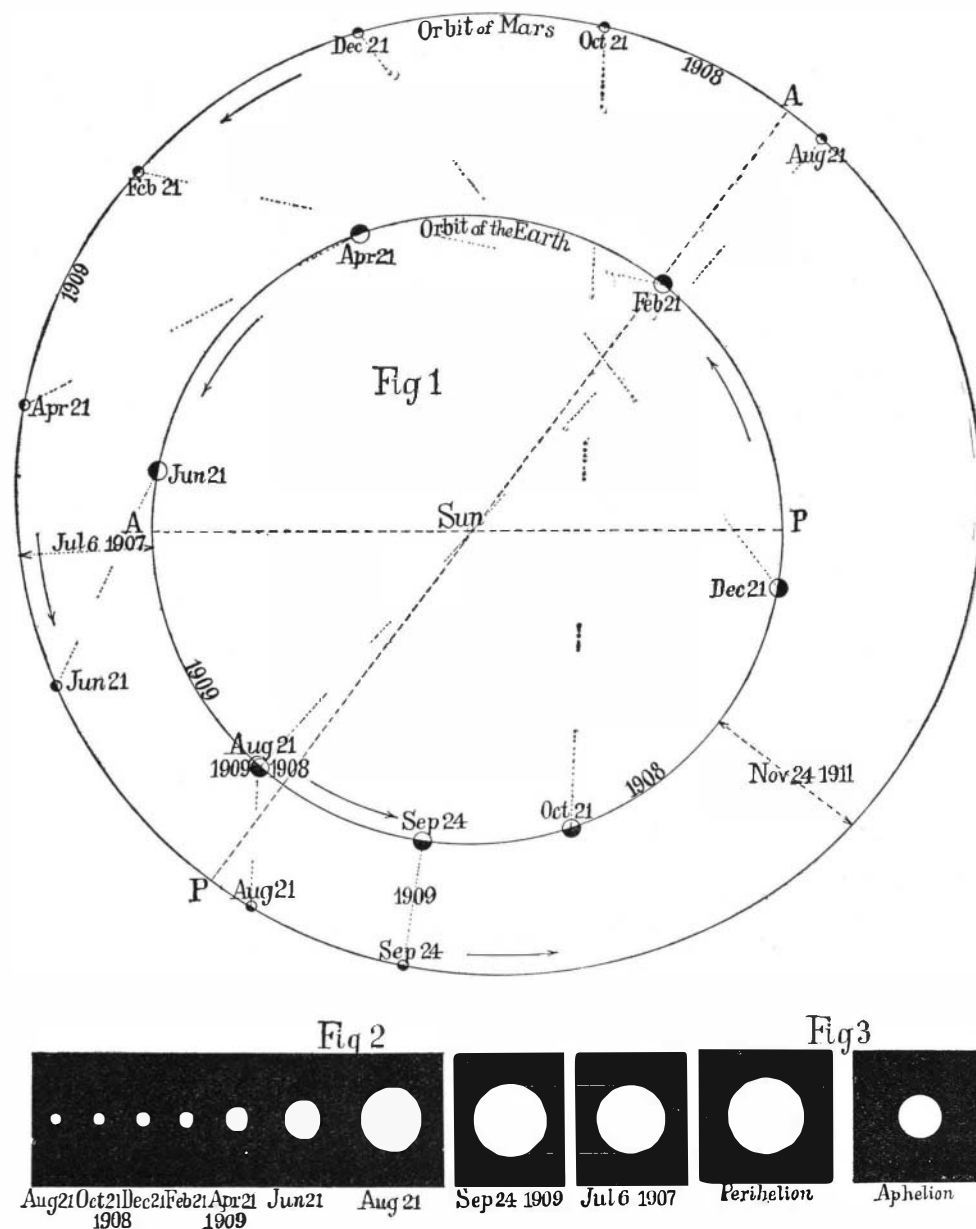 Orbit of Mars
Dec 21
Oct 21
1908
A
Aug 21
Feb 21
Orbit of the Earth
Apr 21
Feb 21
1909
Fig 1
Apr 21
Jun 21
Sun
A
P
Jul 6 1907
Dec 21
Jun 21
1909
Aug 21
1909 1908
Nov 24 1911
1908
Oct 21
Sep 24
P
Aug 21
1909
Sep 24
Fig 2
Fig 3
Aug 21 Oct 21 Dec 21 Feb 21 Apr 21 Jun 21 Aug 21
1908 1909
Sep 24 1909
Jul 6 1907
Perihelion
Aphelion